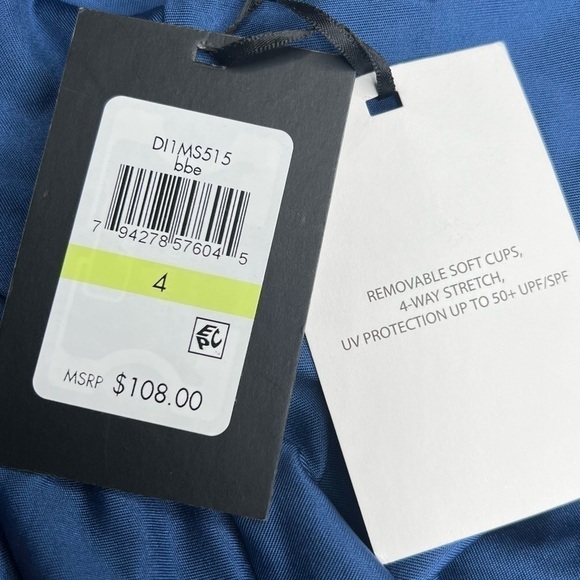 DI1MS515
bbe
7 94278 57604 5
4
EPC
MSRP $108.00
REMOVABLE SOFT CUPS,
4-WAY STRETCH,
UV PROTECTION UP TO 50+ UPF/SPF